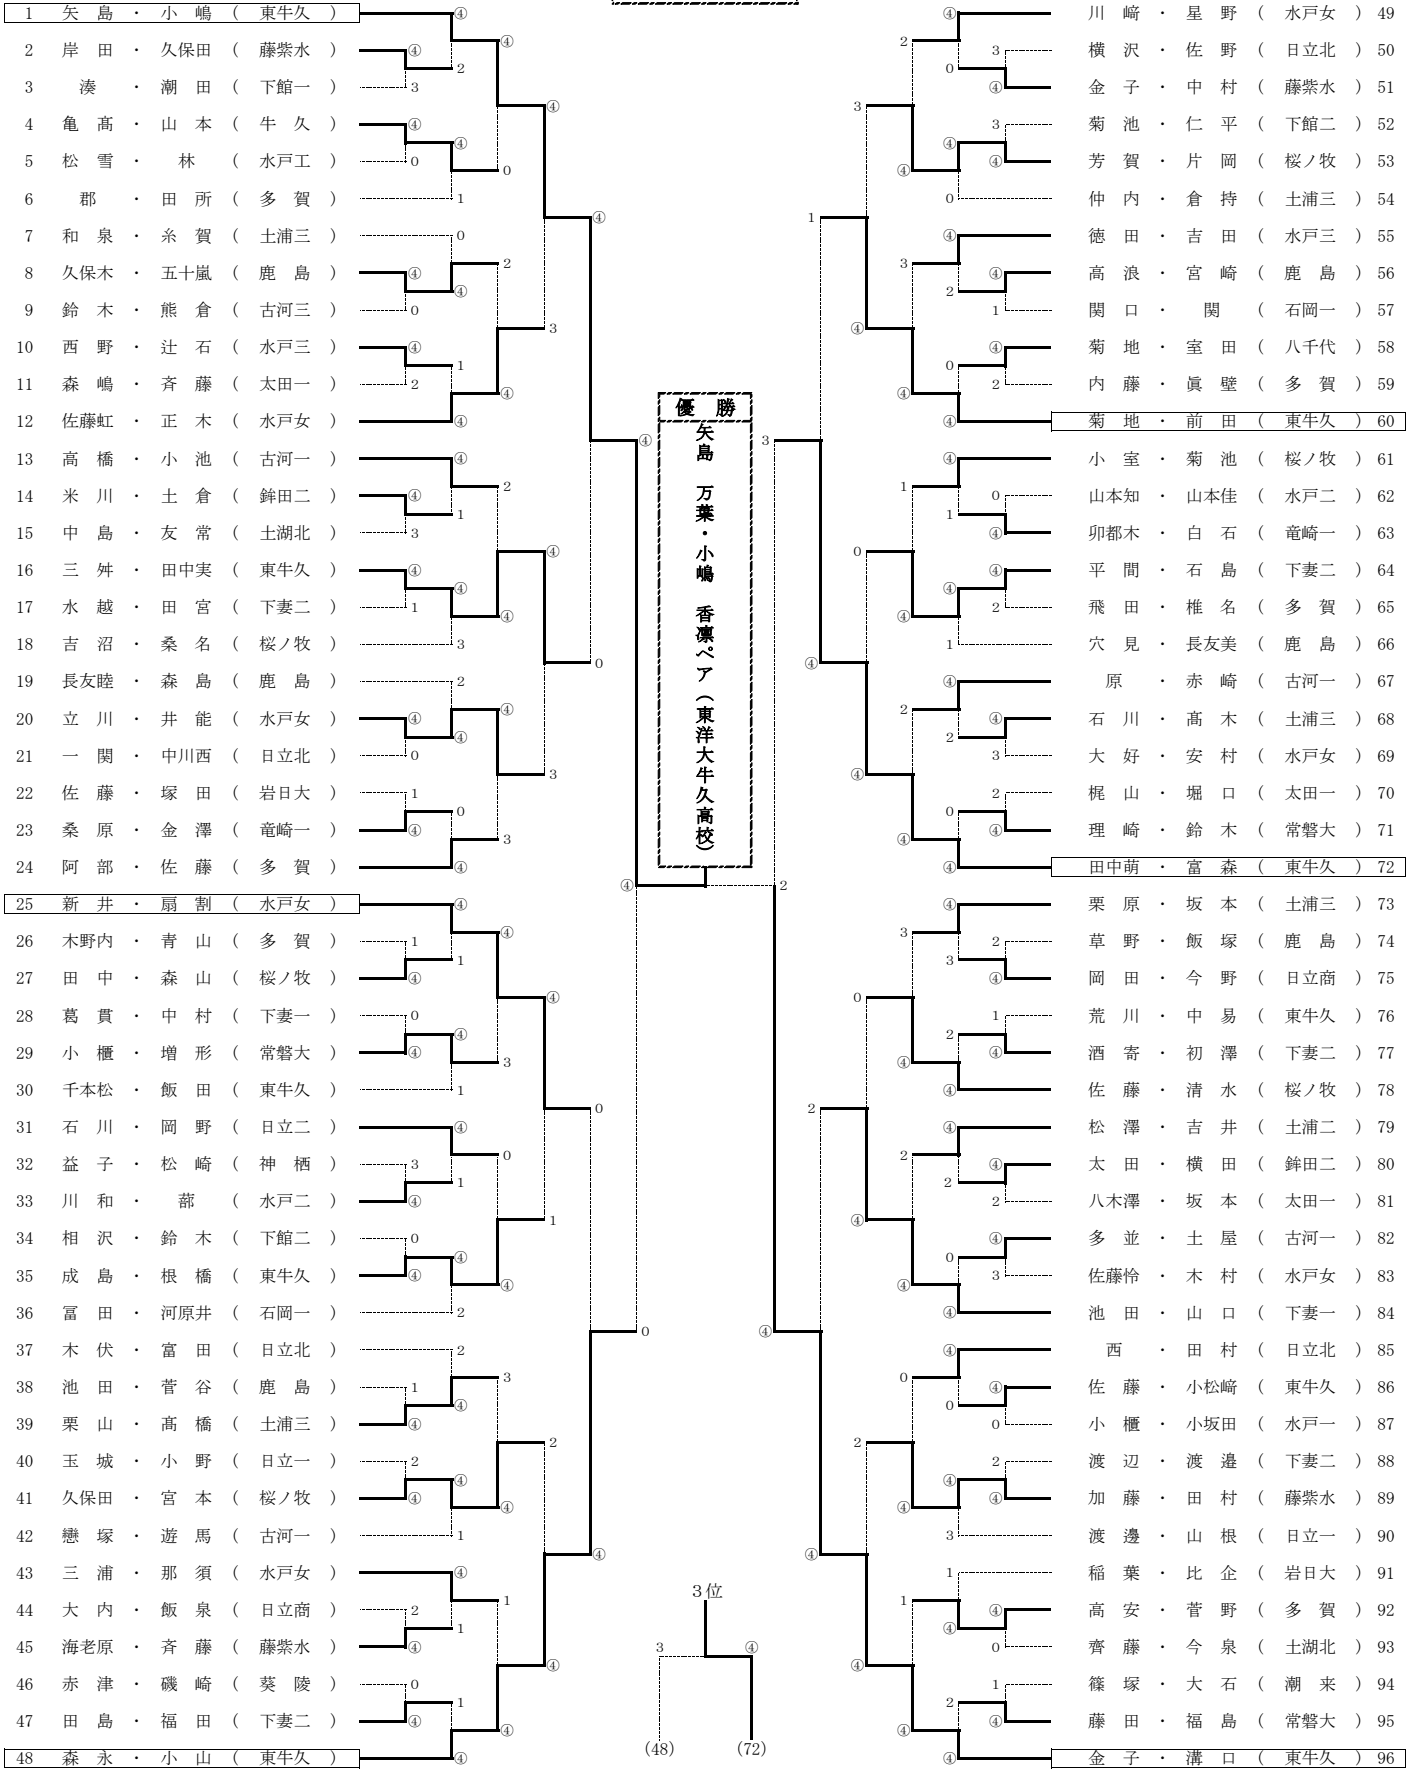 1 矢島・小嶋（東牛久）
2 岸田・久保田（藤紫水）
3 湊・潮田（下館一）
4 亀髙・山本（牛久）
5 松雪・林（水戸工）
6 郡・田所（多賀）
7 和泉・糸賀（土浦三）
8 久保木・五十嵐（鹿島）
9 鈴木・熊倉（古河三）
10 西野・辻石（水戸三）
11 森嶋・斉藤（太田一）
12 佐藤虹・正木（水戸女）
13 高橋・小池（古河一）
14 米川・土倉（鉾田二）
15 中島・友常（土湖北）
16 三舛・田中実（東牛久）
17 水越・田宮（下妻二）
18 吉沼・桑名（桜ノ牧）
19 長友睦・森島（鹿島）
20 立川・井能（水戸女）
21 一関・中川西（日立北）
22 佐藤・塚田（岩日大）
23 桑原・金澤（竜崎一）
24 阿部・佐藤（多賀）
25 新井・扇割（水戸女）
26 木野内・青山（多賀）
27 田中・森山（桜ノ牧）
28 葛貫・中村（下妻一）
29 小櫃・増形（常磐大）
30 千本松・飯田（東牛久）
31 石川・岡野（日立二）
32 益子・松崎（神栖）
33 川和・蔀（水戸二）
34 相沢・鈴木（下館二）
35 成島・根橋（東牛久）
36 冨田・河原井（石岡一）
37 木伏・富田（日立北）
38 池田・菅谷（鹿島）
39 栗山・髙橋（土浦三）
40 玉城・小野（日立一）
41 久保田・宮本（桜ノ牧）
42 戀塚・遊馬（古河一）
43 三浦・那須（水戸女）
44 大内・飯泉（日立商）
45 海老原・斉藤（藤紫水）
46 赤津・磯崎（葵陵）
47 田島・福田（下妻二）
48 森永・小山（東牛久）
優勝
矢島 万葉・小嶋 香凛ペア（東洋大牛久高校）
3位
3 ④
(48) (72)
川﨑・星野（水戸女）49
横沢・佐野（日立北）50
金子・中村（藤紫水）51
菊池・仁平（下館二）52
芳賀・片岡（桜ノ牧）53
仲内・倉持（土浦三）54
徳田・吉田（水戸三）55
高浪・宮崎（鹿島）56
関口・関（石岡一）57
菊地・室田（八千代）58
内藤・眞壁（多賀）59
菊地・前田（東牛久）60
小室・菊池（桜ノ牧）61
山本知・山本佳（水戸二）62
卯都木・白石（竜崎一）63
平間・石島（下妻二）64
飛田・椎名（多賀）65
穴見・長友美（鹿島）66
原・赤崎（古河一）67
石川・髙木（土浦三）68
大好・安村（水戸女）69
梶山・堀口（太田一）70
理崎・鈴木（常磐大）71
田中萌・富森（東牛久）72
栗原・坂本（土浦三）73
草野・飯塚（鹿島）74
岡田・今野（日立商）75
荒川・中易（東牛久）76
酒寄・初澤（下妻二）77
佐藤・清水（桜ノ牧）78
松澤・吉井（土浦二）79
太田・横田（鉾田二）80
八木澤・坂本（太田一）81
多並・土屋（古河一）82
佐藤怜・木村（水戸女）83
池田・山口（下妻一）84
西・田村（日立北）85
佐藤・小松﨑（東牛久）86
小櫃・小坂田（水戸一）87
渡辺・渡邉（下妻二）88
加藤・田村（藤紫水）89
渡邊・山根（日立一）90
稲葉・比企（岩日大）91
高安・菅野（多賀）92
齊藤・今泉（土湖北）93
篠塚・大石（潮来）94
藤田・福島（常磐大）95
金子・溝口（東牛久）96